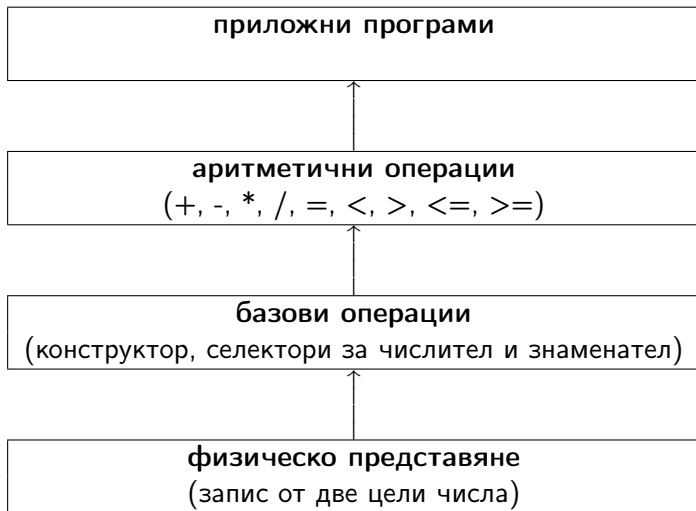 приложни програми
аритметични операции
(+, -, *, /, =, <, >, <=, >=)
базови операции
(конструктор, селектори за числител и знаменател)
физическо представяне
(запис от две цели числа)